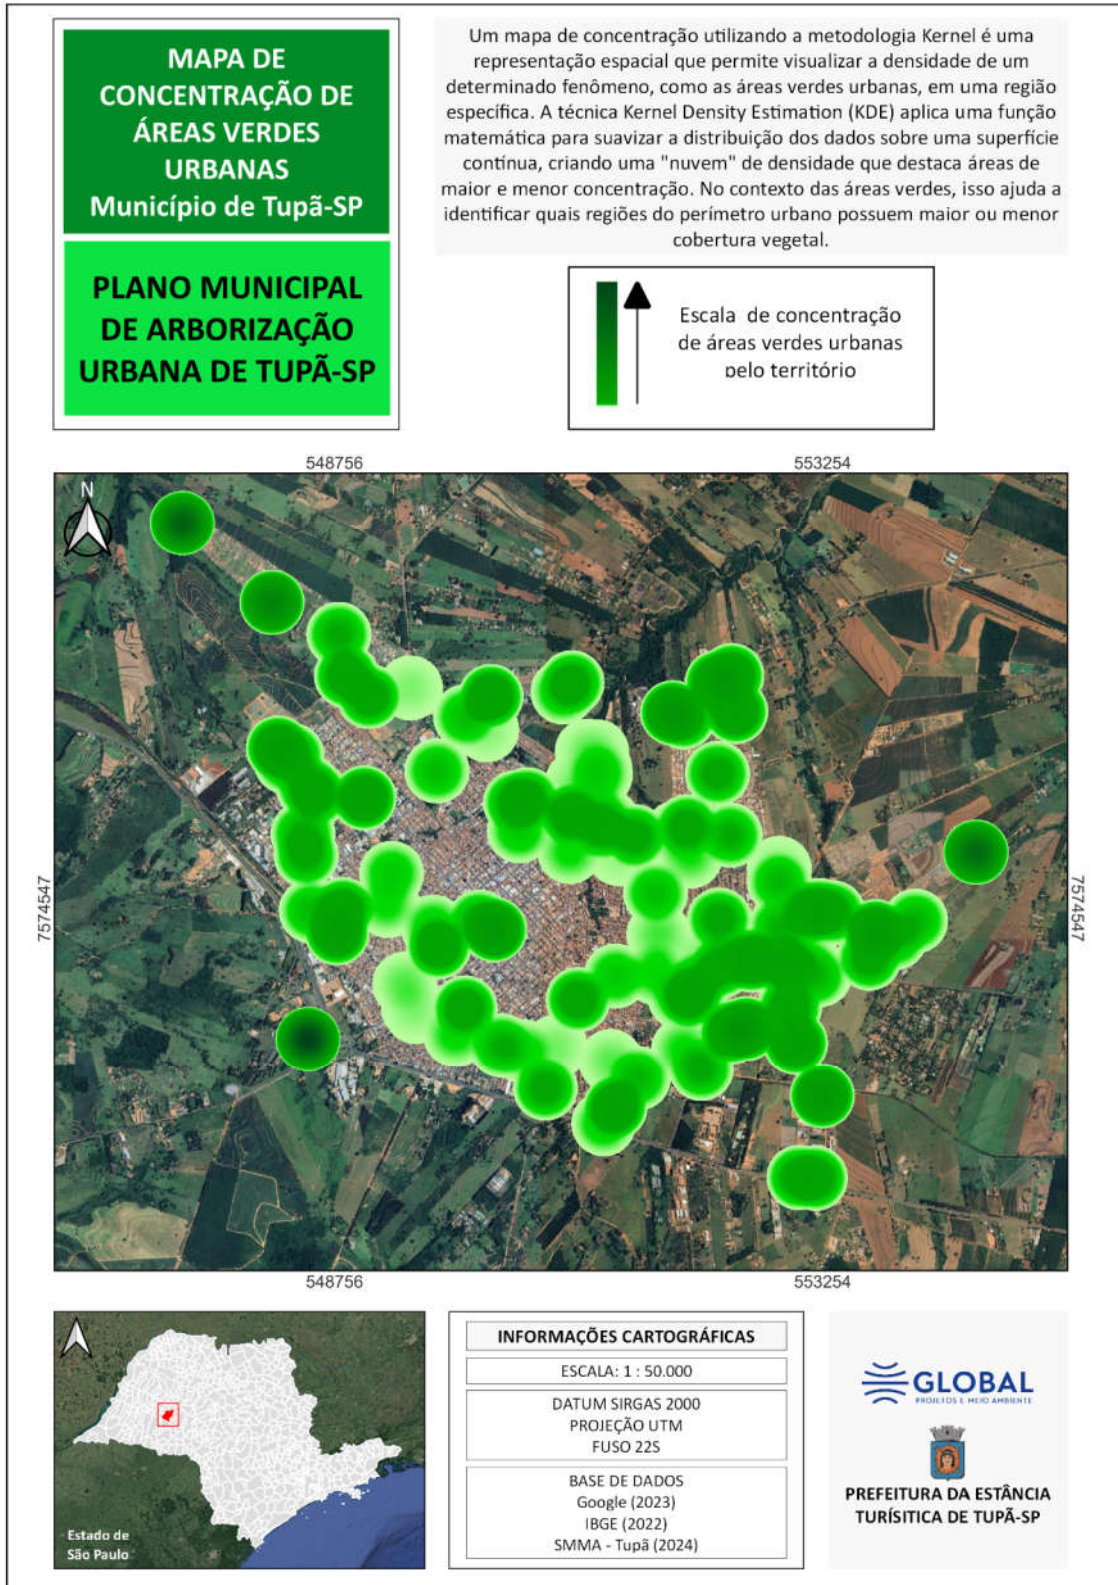 MAPA DE
CONCENTRAÇÃO DE
ÁREAS VERDES
URBANAS
Município de Tupã-SP
PLANO MUNICIPAL
DE ARBORIZAÇÃO
URBANA DE TUPÃ-SP
Um mapa de concentração utilizando a metodologia Kernel é uma
representação espacial que permite visualizar a densidade de um
determinado fenômeno, como as áreas verdes urbanas, em uma região
específica. A técnica Kernel Density Estimation (KDE) aplica uma função
matemática para suavizar a distribuição dos dados sobre uma superfície
contínua, criando uma "nuvem" de densidade que destaca áreas de
maior e menor concentração. No contexto das áreas verdes, isso ajuda a
identificar quais regiões do perímetro urbano possuem maior ou menor
cobertura vegetal.
Escala de concentração
de áreas verdes urbanas
pelo território
548756
553254
N
7574547
7574547
548756
553254
Estado de
São Paulo
INFORMAÇÕES CARTOGRÁFICAS
ESCALA: 1 : 50.000
DATUM SIRGAS 2000
PROJEÇÃO UTM
FUSO 22S
BASE DE DADOS
Google (2023)
IBGE (2022)
SMMA - Tupã (2024)
GLOBAL
PROJETOS E MEIO AMBIENTE
PREFEITURA DA ESTÂNCIA
TURÍSITICA DE TUPÃ-SP